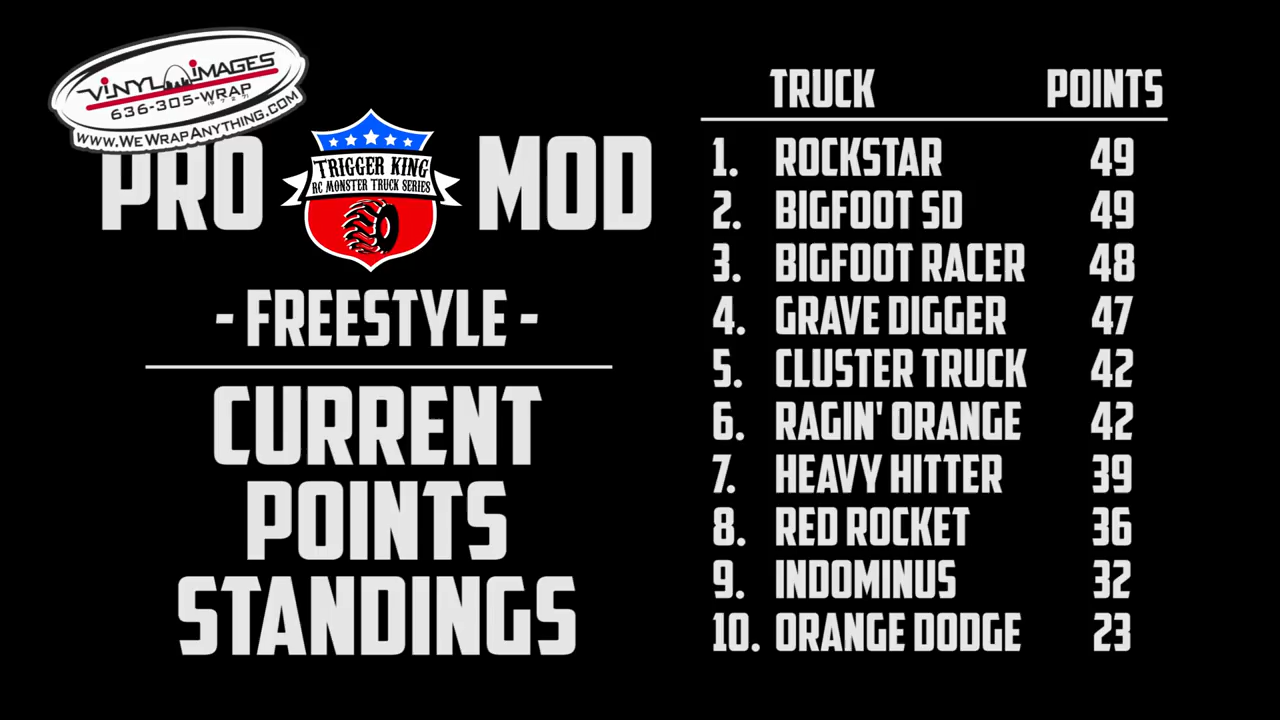 VINYL IMAGES
636-305-WRAP
9727
WWW.WEWRAPANYTHING.COM
PRO MOD
TRIGGER KING
RC MONSTER TRUCK SERIES
- FREESTYLE -
CURRENT
POINTS
STANDINGS
TRUCK POINTS
1. ROCKSTAR 49
2. BIGFOOT SD 49
3. BIGFOOT RACER 48
4. GRAVE DIGGER 47
5. CLUSTER TRUCK 42
6. RAGIN' ORANGE 42
7. HEAVY HITTER 39
8. RED ROCKET 36
9. INDOMINUS 32
10. ORANGE DODGE 23